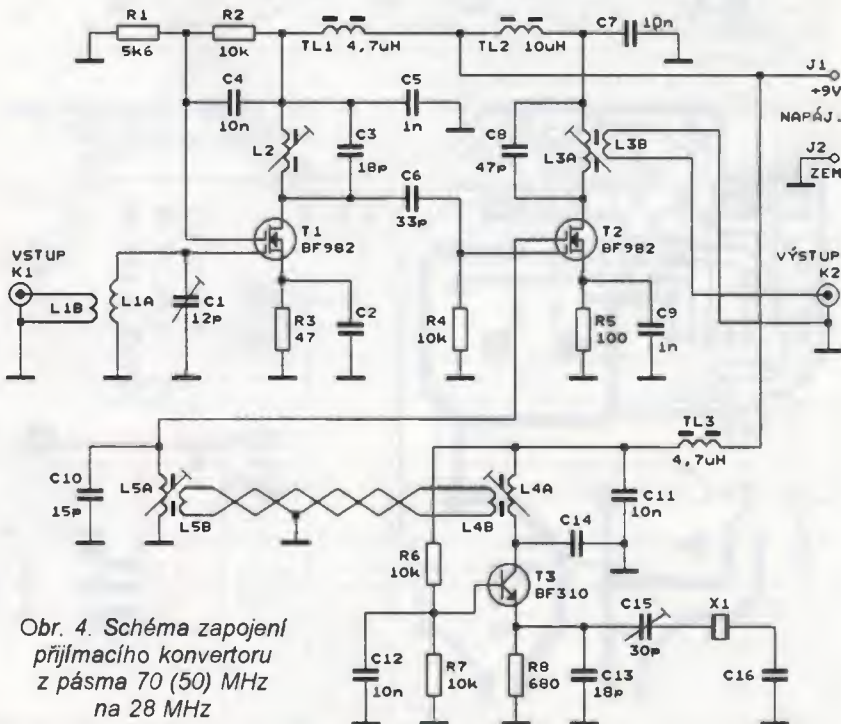 R1
5k6
R2
10k
TL1 4,7uH
TL2 10uH
C7 10n
J1
+9V
NAPÁJ.
J2
ZEM
C4
10n
C5
1n
L2
C3
18p
C6
33p
C8
47p
L3A
L3B
T1
BF982
T2
BF982
VSTUP
K1
L1B
L1A
C1
12p
R3
47
C2
R4
10k
R5
100
C9
1n
VÝSTUP
K2
TL3
4,7uH
C10
15p
L5A
L5B
L4A
L4B
C11
10n
C14
R6
10k
T3
BF310
C15
30p
X1
C12
10n
R7
10k
R8
680
C13
18p
C16
Obr. 4. Schéma zapojení
přijímacího konvertoru
z pásma 70 (50) MHz
na 28 MHz